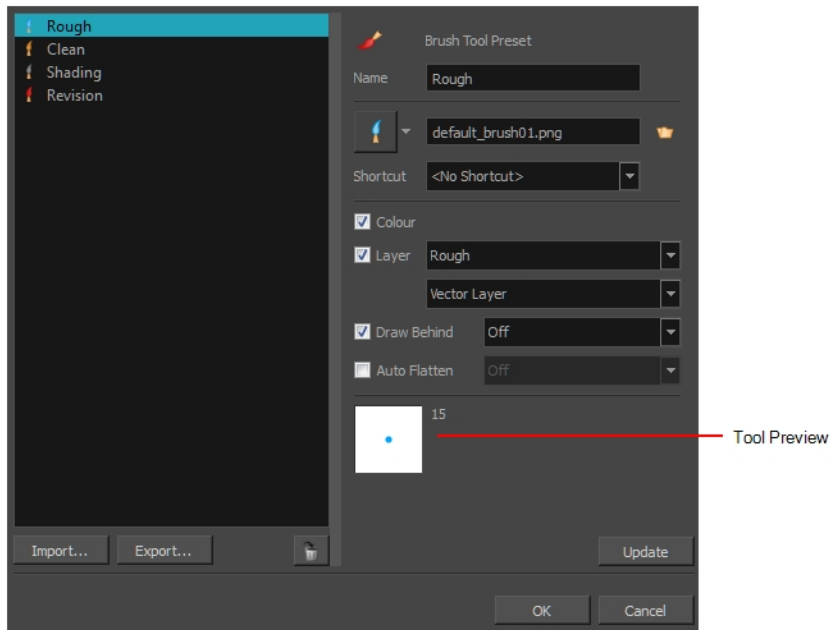 Rough
Clean
Shading
Revision
Import...
Export...
Brush Tool Preset
Name
Rough
default_brush01.png
Shortcut
<No Shortcut>
Colour
Layer
Rough
Vector Layer
Draw Behind
Off
Auto Flatten
Off
15
Tool Preview
Update
OK
Cancel